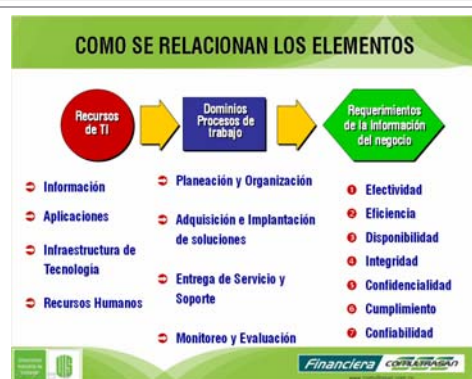 COMO SE RELACIONAN LOS ELEMENTOS
Recursos
de TI
Dominios
Procesos de
trabajo
Requerimientos
de la Información
del negocio
Información
Aplicaciones
Infraestructura de
Tecnología
Recursos Humanos
Planeación y Organización
Adquisición e Implantación
de soluciones
Entrega de Servicio y
Soporte
Monitoreo y Evaluación
1 Efectividad
2 Eficiencia
3 Disponibilidad
4 Integridad
5 Confidencialidad
6 Cumplimiento
7 Confiabilidad
UIS
Financiera COMULTRASAN